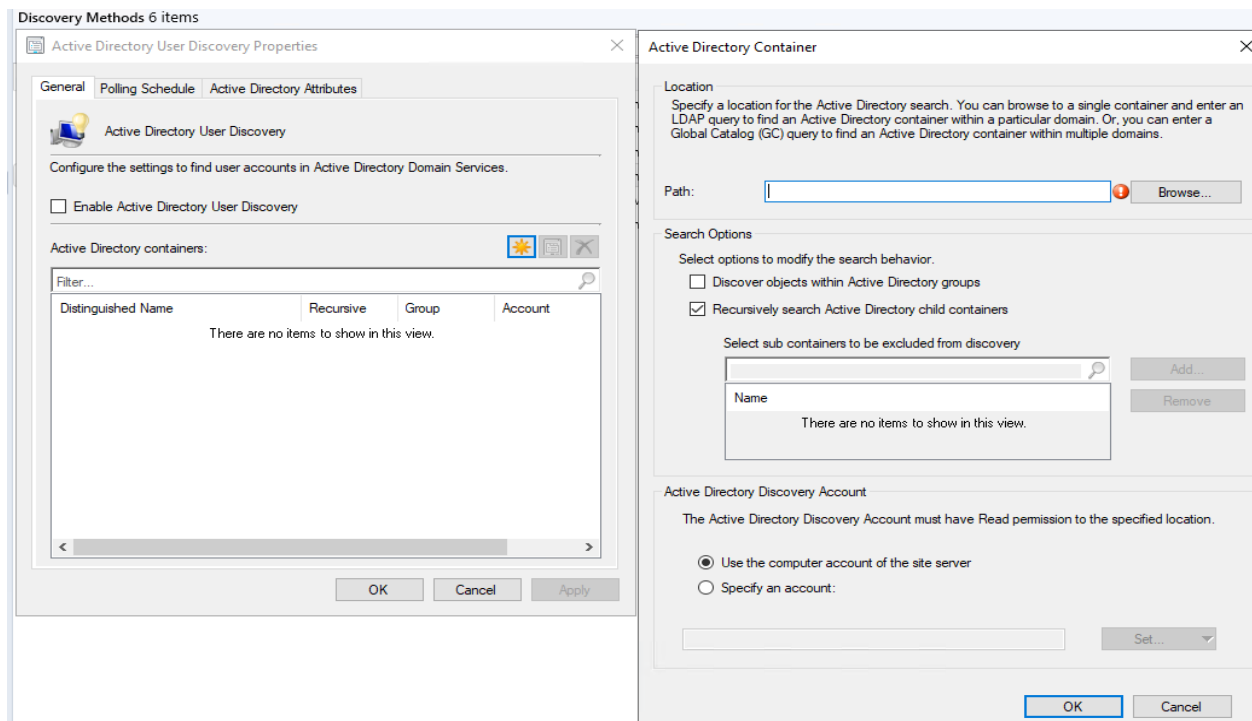 Discovery Methods 6 items
Active Directory User Discovery Properties
General
Polling Schedule
Active Directory Attributes
Active Directory User Discovery
Configure the settings to find user accounts in Active Directory Domain Services.
Enable Active Directory User Discovery
Active Directory containers:
Filter...
Distinguished Name
Recursive
Group
Account
There are no items to show in this view.
OK
Cancel
Apply
Active Directory Container
Location
Specify a location for the Active Directory search. You can browse to a single container and enter an
LDAP query to find an Active Directory container within a particular domain. Or, you can enter a
Global Catalog (GC) query to find an Active Directory container within multiple domains.
Path:
Browse...
Search Options
Select options to modify the search behavior.
Discover objects within Active Directory groups
Recursively search Active Directory child containers
Select sub containers to be excluded from discovery
Add...
Name
Remove
There are no items to show in this view.
Active Directory Discovery Account
The Active Directory Discovery Account must have Read permission to the specified location.
Use the computer account of the site server
Specify an account:
Set...
OK
Cancel